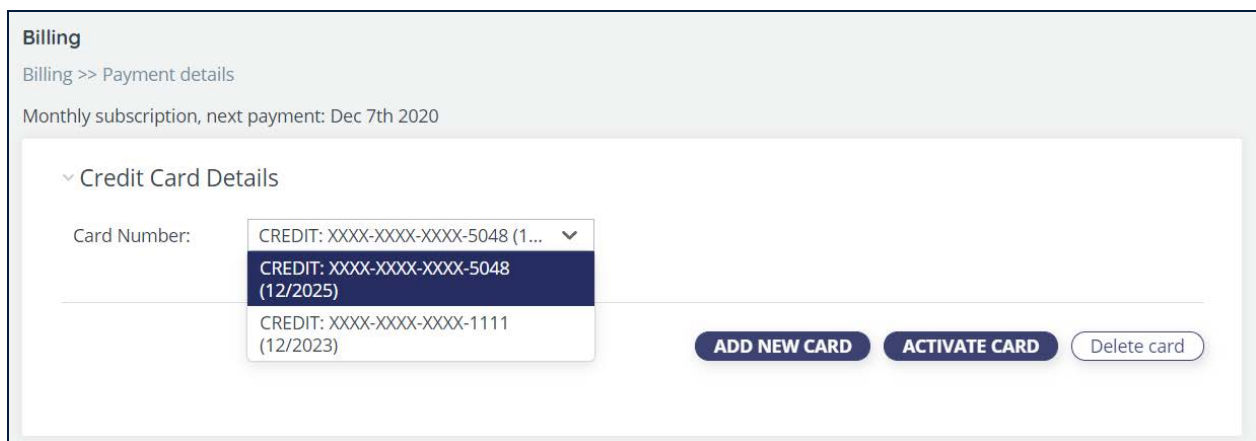 Billing
Billing >> Payment details
Monthly subscription, next payment: Dec 7th 2020
Credit Card Details
Card Number:
CREDIT: XXXX-XXXX-XXXX-5048 (1...
CREDIT: XXXX-XXXX-XXXX-5048
(12/2025)
CREDIT: XXXX-XXXX-XXXX-1111
(12/2023)
ADD NEW CARD
ACTIVATE CARD
Delete card